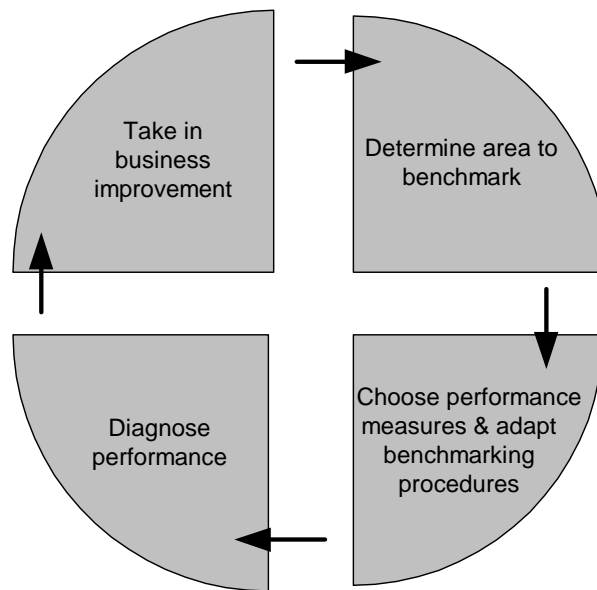 Take in
business
improvement
Determine area to
benchmark
Choose performance
measures & adapt
benchmarking
procedures
Diagnose
performance